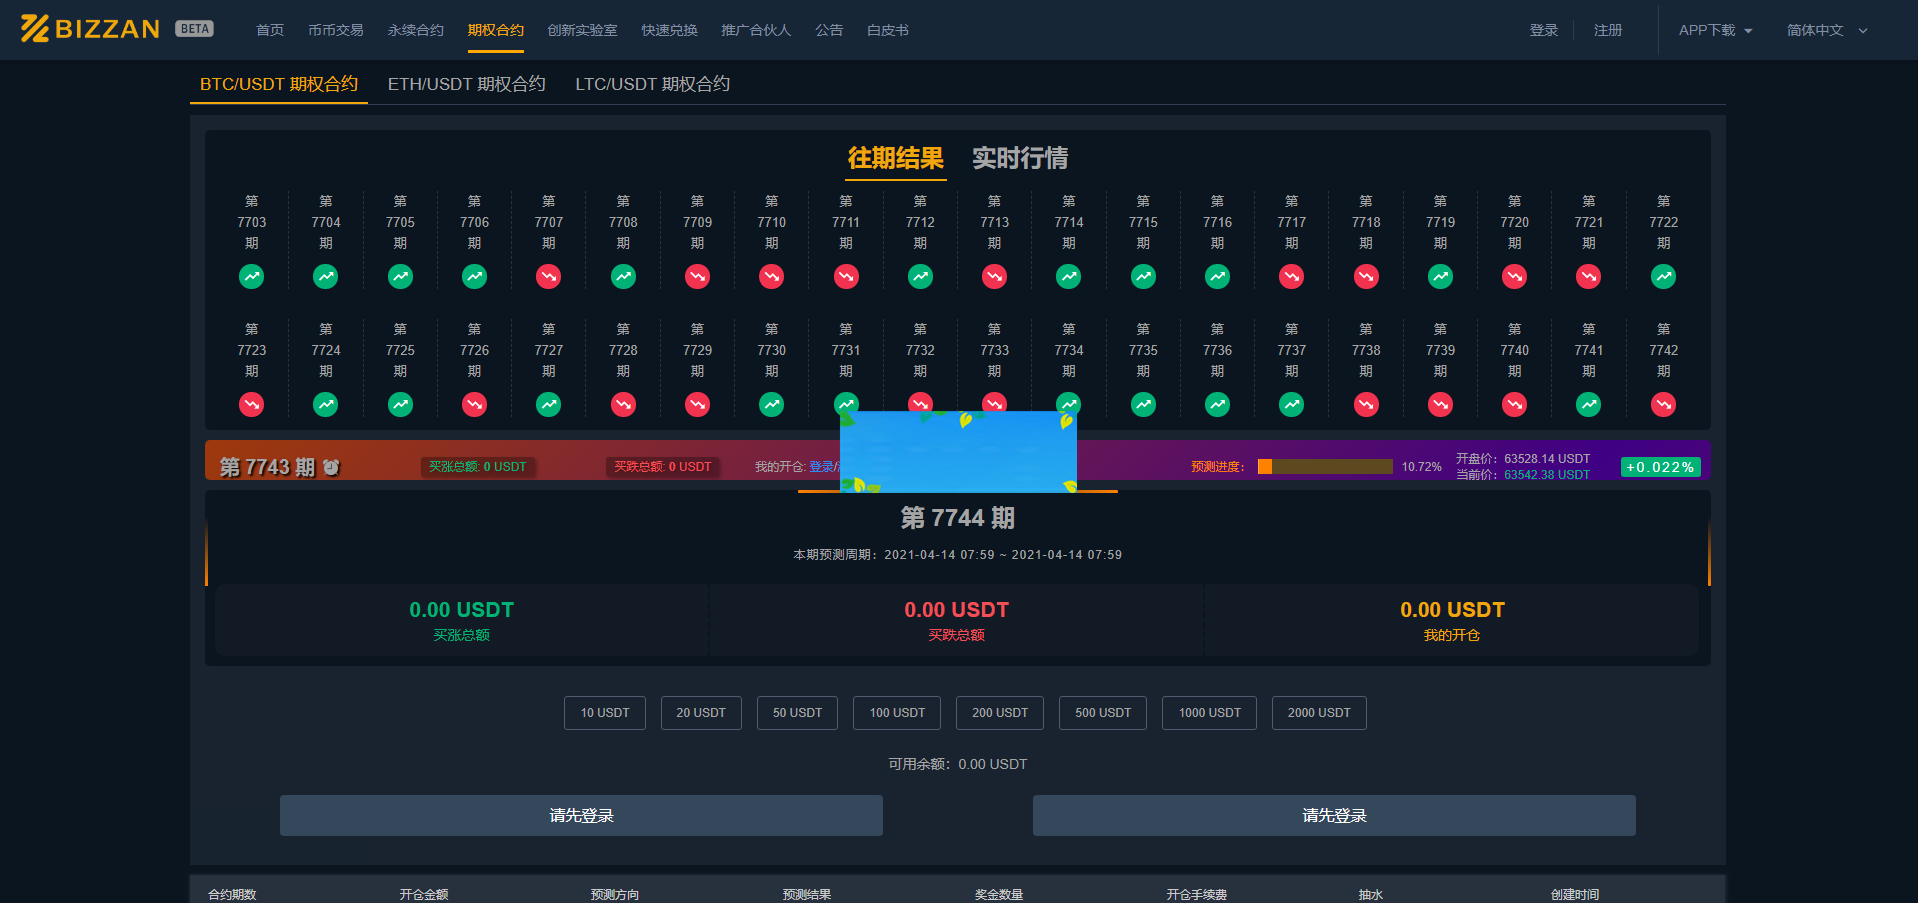 BIZZAN BETA 首页 币币交易 永续合约 期权合约 创新实验室 快速兑换 推广合伙人 公告 白皮书 登录 注册 APP下载 简体中文
BTC/USDT 期权合约 ETH/USDT 期权合约 LTC/USDT 期权合约
往期结果 实时行情
第 第 第 第 第 第 第 第 第 第 第 第 第 第 第 第 第 第 第 第
7703 7704 7705 7706 7707 7708 7709 7710 7711 7712 7713 7714 7715 7716 7717 7718 7719 7720 7721 7722
期 期 期 期 期 期 期 期 期 期 期 期 期 期 期 期 期 期 期 期
第 第 第 第 第 第 第 第 第 第 第 第 第 第 第 第 第 第 第 第
7723 7724 7725 7726 7727 7728 7729 7730 7731 7732 7733 7734 7735 7736 7737 7738 7739 7740 7741 7742
期 期 期 期 期 期 期 期 期 期 期 期 期 期 期 期 期 期 期 期
第 7743 期 买涨总额: 0 USDT 买跌总额: 0 USDT 我的开仓: 登录/ 预测进度： 10.72% 开盘价：63528.14 USDT
当前价：63542.38 USDT +0.022%
第 7744 期
本期预测周期：2021-04-14 07:59 ~ 2021-04-14 07:59
0.00 USDT 0.00 USDT 0.00 USDT
买涨总额 买跌总额 我的开仓
10 USDT 20 USDT 50 USDT 100 USDT 200 USDT 500 USDT 1000 USDT 2000 USDT
可用余额：0.00 USDT
请先登录 请先登录
合约期数 开仓金额 预测方向 预测结果 奖金数量 开仓手续费 抽水 创建时间